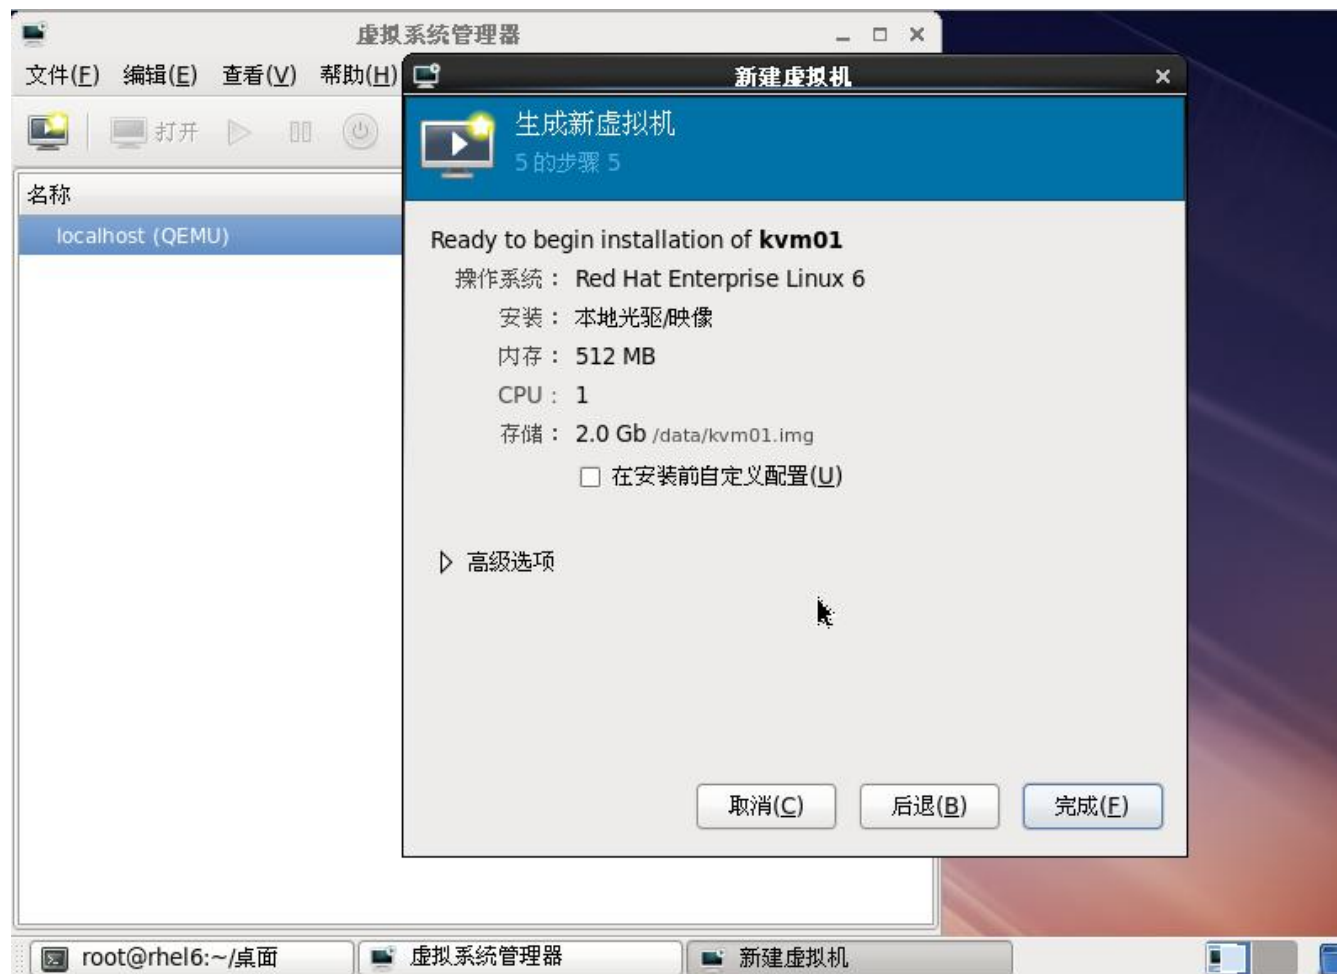 虚拟系统管理器
文件(F) 编辑(E) 查看(V) 帮助(H)
打开
名称
localhost (QEMU)
新建虚拟机
生成新虚拟机
5 的步骤 5
Ready to begin installation of kvm01
操作系统： Red Hat Enterprise Linux 6
安装： 本地光驱/映像
内存： 512 MB
CPU： 1
存储： 2.0 Gb /data/kvm01.img
在安装前自定义配置(U)
高级选项
取消(C) 后退(B) 完成(F)
root@rhel6:~/桌面 虚拟系统管理器 新建虚拟机